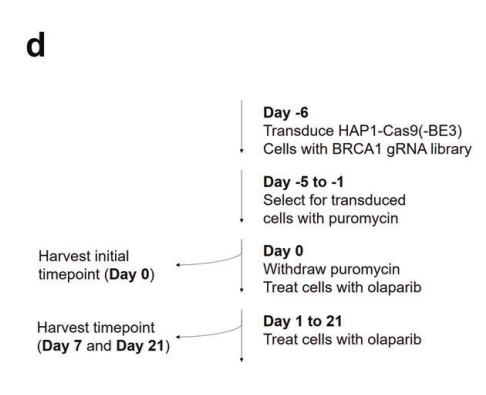 d
Day -6
Transduce HAP1-Cas9(-BE3)
Cells with BRCA1 gRNA library
Day -5 to -1
Select for transduced
cells with puromycin
Harvest initial
timepoint (Day 0)
Day 0
Withdraw puromycin
Treat cells with olaparib
Harvest timepoint
(Day 7 and Day 21)
Day 1 to 21
Treat cells with olaparib